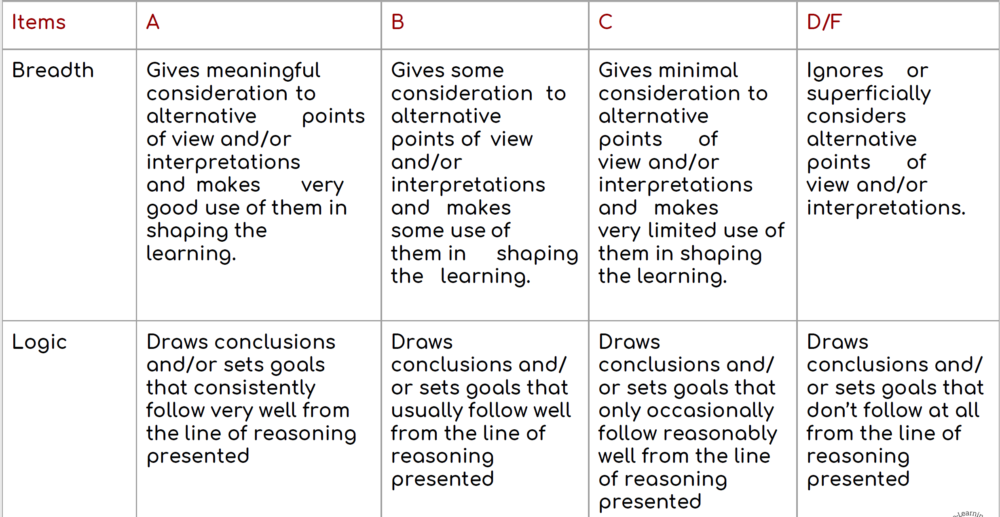 Items
A
B
C
D/F
Breadth
Gives meaningful
consideration to
alternative points
of view and/or
interpretations
and makes very
good use of them in
shaping the
learning.
Gives some
consideration to
alternative
points of view
and/or
interpretations
and makes
some use of
them in shaping
the learning.
Gives minimal
consideration to
alternative
points of
view and/or
interpretations
and makes
very limited use of
them in shaping
the learning.
Ignores or
superficially
considers
alternative
points of
view and/or
interpretations.
Logic
Draws conclusions
and/or sets goals
that consistently
follow very well from
the line of reasoning
presented
Draws
conclusions and/
or sets goals that
usually follow well
from the line of
reasoning
presented
Draws
conclusions and/
or sets goals that
only occasionally
follow reasonably
well from the line
of reasoning
presented
Draws
conclusions and/
or sets goals that
don't follow at all
from the line of
reasoning
presented